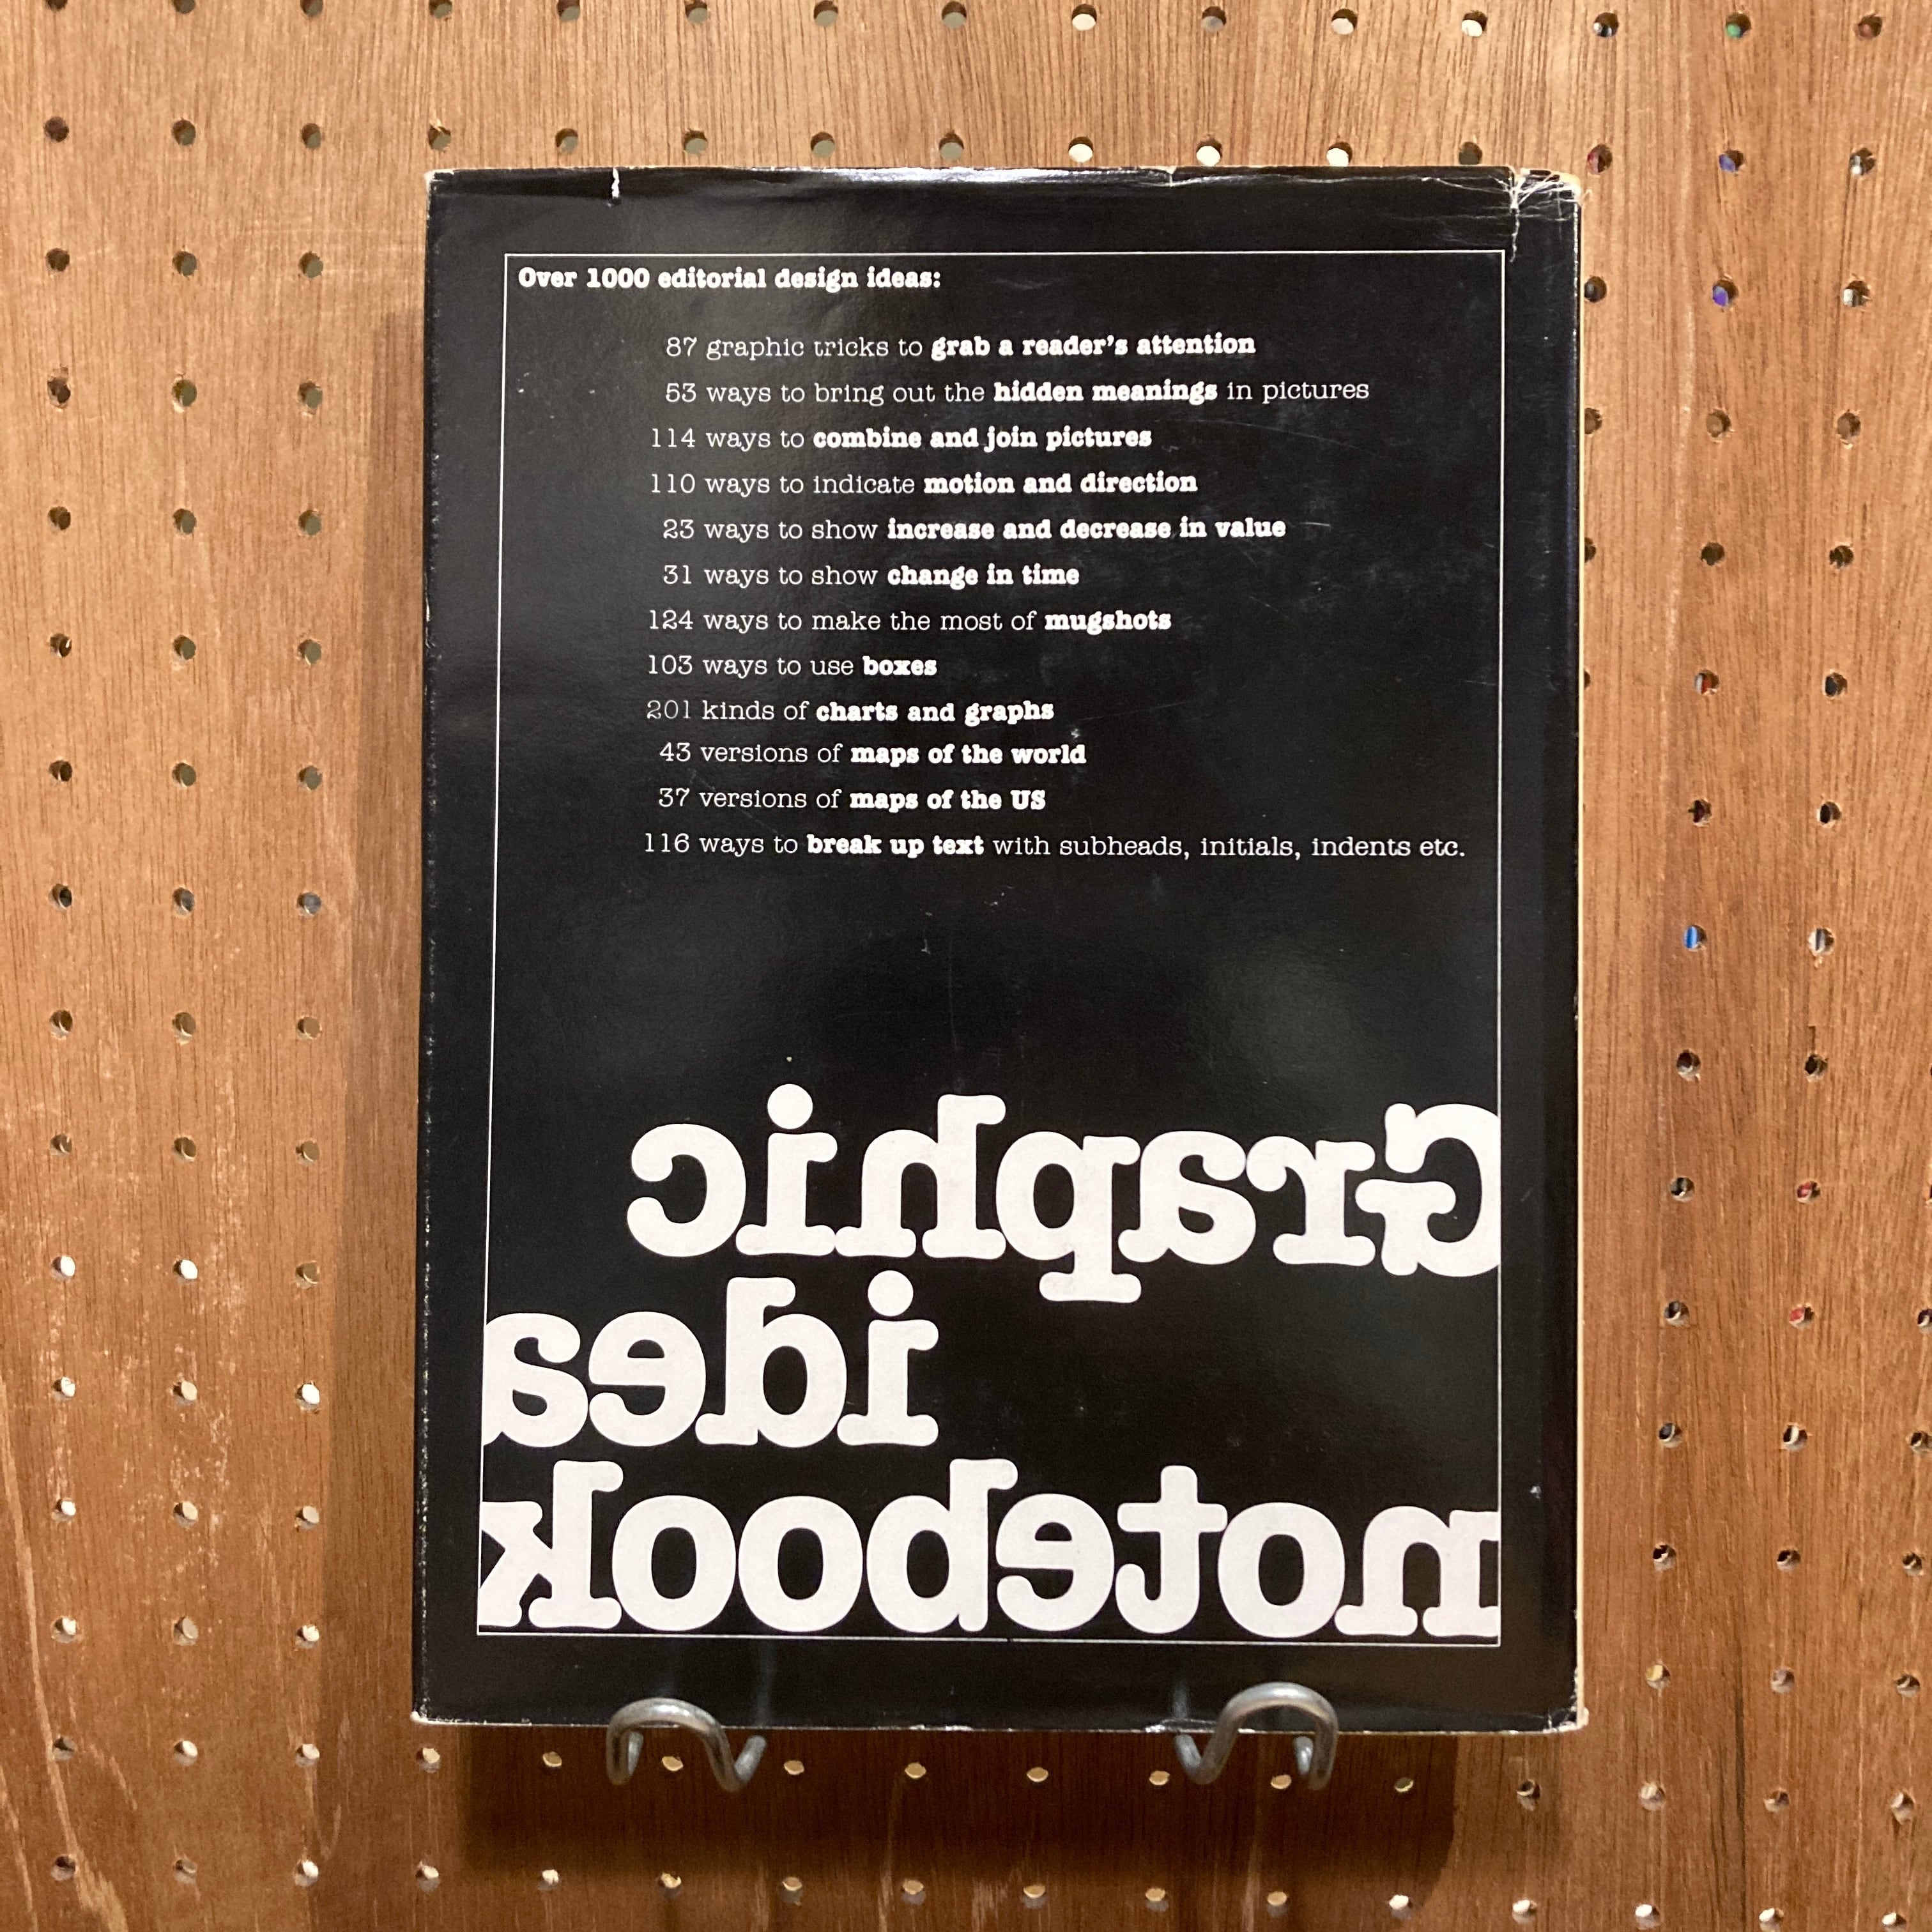 Over 1000 editorial design ideas:
87 graphic tricks to grab a reader's attention
53 ways to bring out the hidden meanings in pictures
114 ways to combine and join pictures
110 ways to indicate motion and direction
23 ways to show increase and decrease in value
31 ways to show change in time
124 ways to make the most of mugshots
103 ways to use boxes
201 kinds of charts and graphs
43 versions of maps of the world
37 versions of maps of the US
116 ways to break up text with subheads, initials, indents etc.
Graphic
idea
notebook